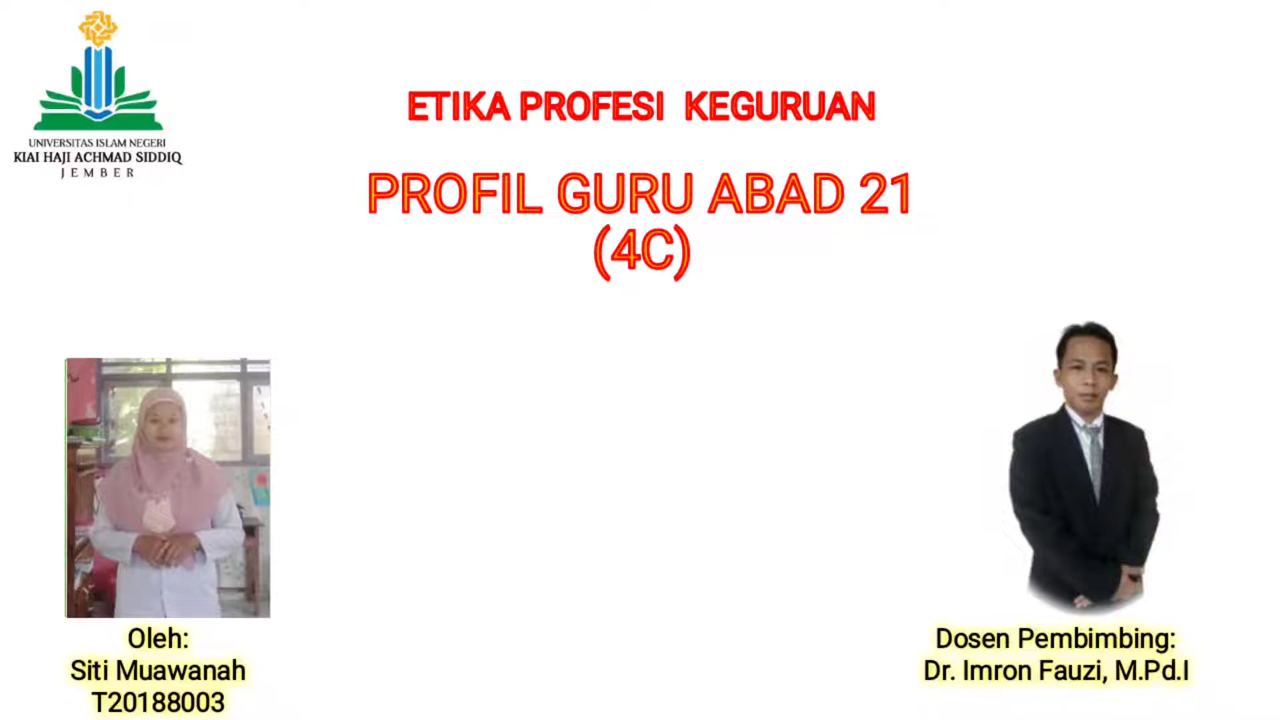 UNIVERSITAS ISLAM NEGERI
KIAI HAJI ACHMAD SIDDIQ
JEMBER
ETIKA PROFESI KEGURUAN
PROFIL GURU ABAD 21
(4C)
Oleh:
Siti Muawanah
T20188003
Dosen Pembimbing:
Dr. Imron Fauzi, M.Pd.I